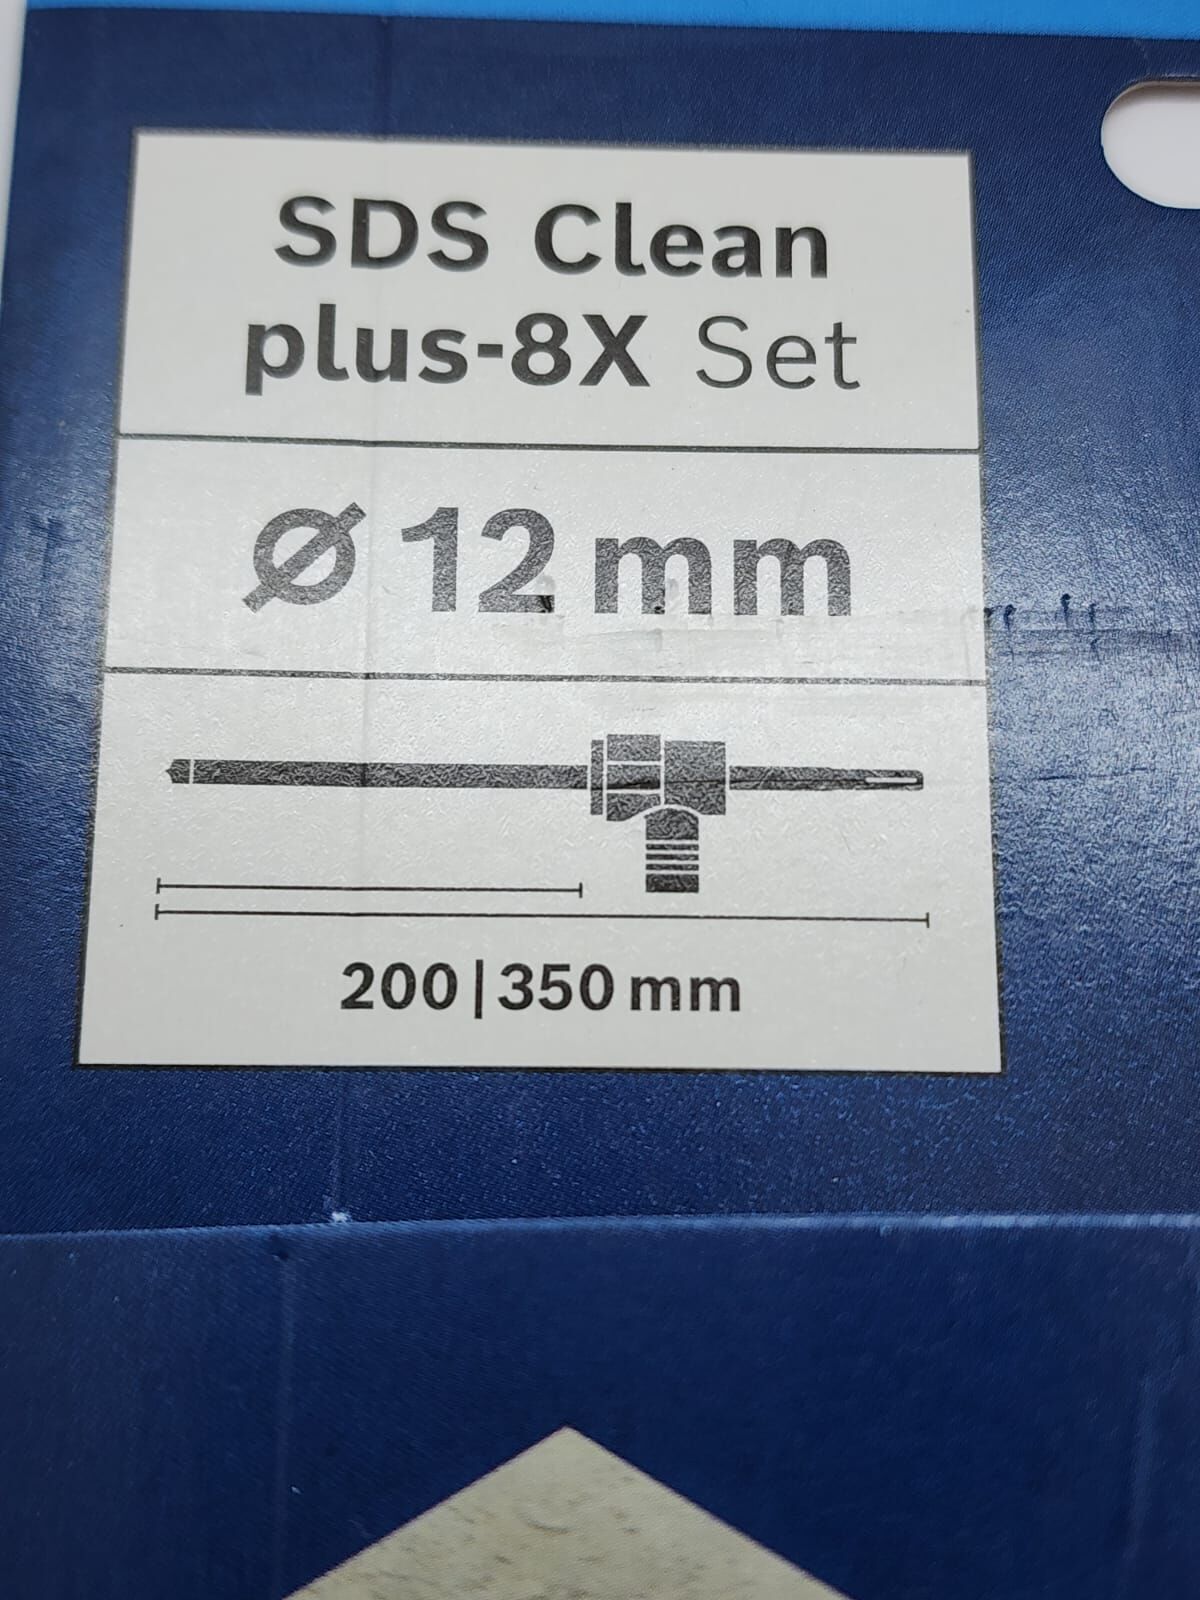 SDS Clean
plus-8X Set
Ø 12 mm
200|350 mm